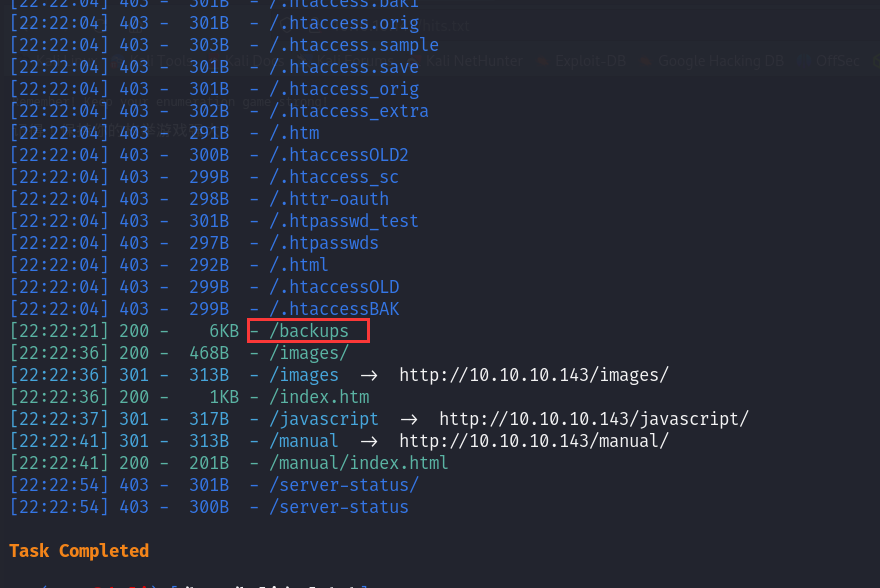 [22:22:04] 403 - 301B - /.htaccess.bak1
[22:22:04] 403 - 301B - /.htaccess.orig
[22:22:04] 403 - 303B - /.htaccess.sample
[22:22:04] 403 - 301B - /.htaccess.save
[22:22:04] 403 - 301B - /.htaccess_orig
[22:22:04] 403 - 302B - /.htaccess_extra
[22:22:04] 403 - 291B - /.htm
[22:22:04] 403 - 300B - /.htaccessOLD2
[22:22:04] 403 - 299B - /.htaccess_sc
[22:22:04] 403 - 298B - /.httr-oauth
[22:22:04] 403 - 301B - /.htpasswd_test
[22:22:04] 403 - 297B - /.htpasswds
[22:22:04] 403 - 292B - /.html
[22:22:04] 403 - 299B - /.htaccessOLD
[22:22:04] 403 - 299B - /.htaccessBAK
[22:22:21] 200 - 6KB - /backups
[22:22:36] 200 - 468B - /images/
[22:22:36] 301 - 313B - /images → http://10.10.10.143/images/
[22:22:36] 200 - 1KB - /index.htm
[22:22:37] 301 - 317B - /javascript → http://10.10.10.143/javascript/
[22:22:41] 301 - 313B - /manual → http://10.10.10.143/manual/
[22:22:41] 200 - 201B - /manual/index.html
[22:22:54] 403 - 301B - /server-status/
[22:22:54] 403 - 300B - /server-status
Task Completed
Kali NetHunter Exploit-DB Google Hacking DB OffSec